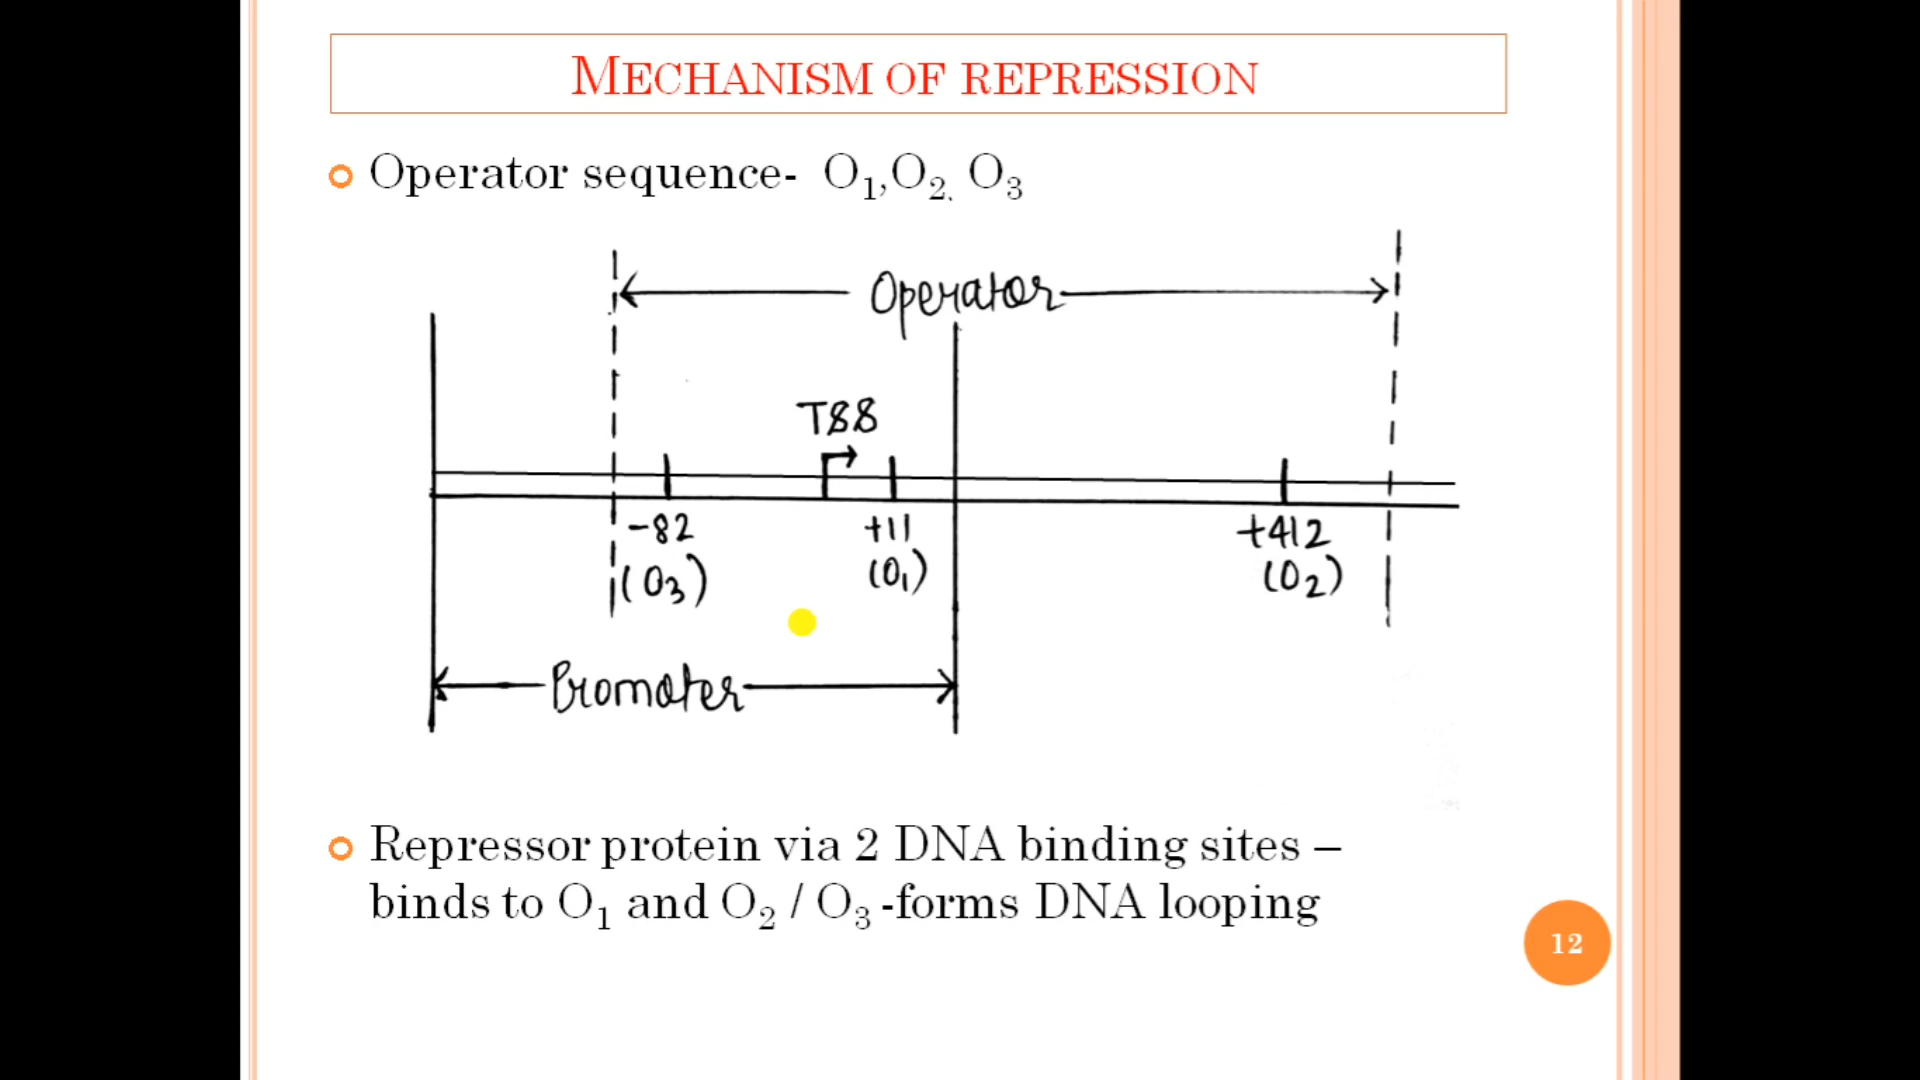 MECHANISM OF REPRESSION
Operator sequence- O₁,O₂, O₃
Operator
TSS
-82 +11 +412
(O₃) (O₁) (O₂)
Promoter
Repressor protein via 2 DNA binding sites –
binds to O₁ and O₂ / O₃ -forms DNA looping
12